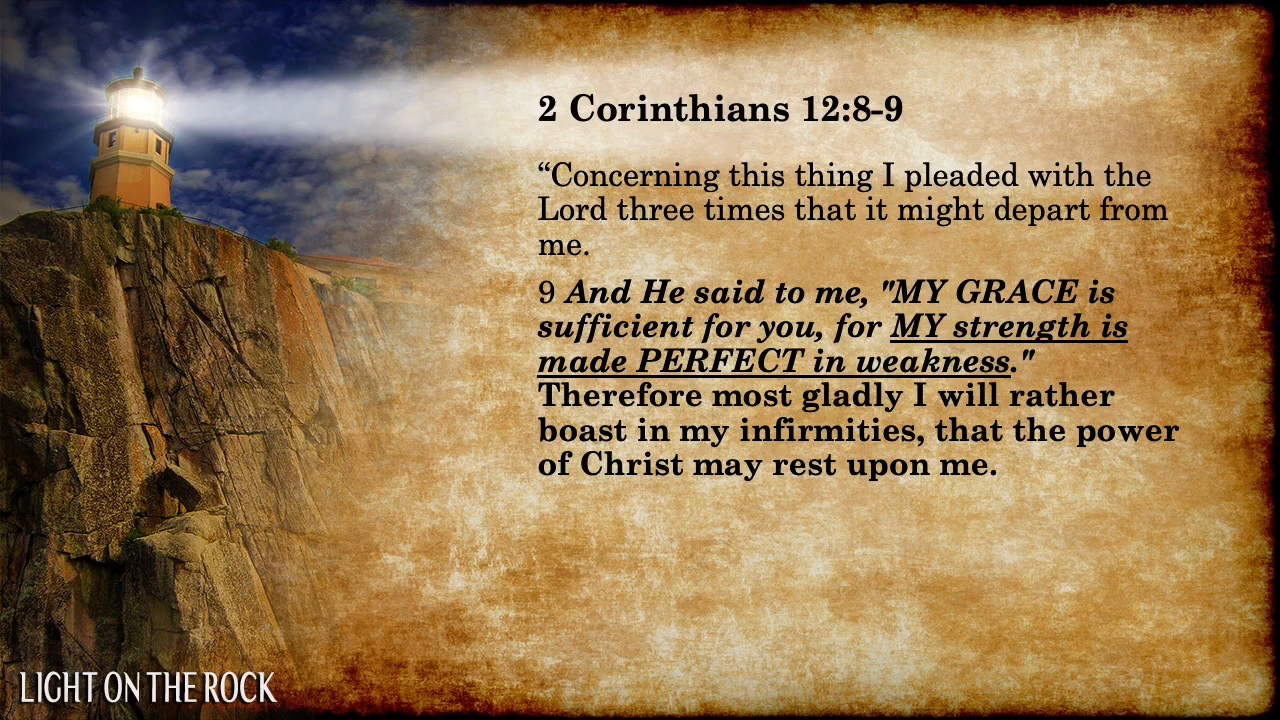 2 Corinthians 12:8-9
“Concerning this thing I pleaded with the
Lord three times that it might depart from
me.
9 And He said to me, "MY GRACE is
sufficient for you, for MY strength is
made PERFECT in weakness."
Therefore most gladly I will rather
boast in my infirmities, that the power
of Christ may rest upon me.
LIGHT ON THE ROCK